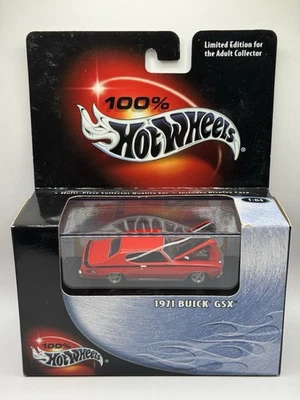 Limited Edition for
the Adult Collector
100%
Hot Wheels
1:64
1971 BUICK GSX
100%
Hot Wheels